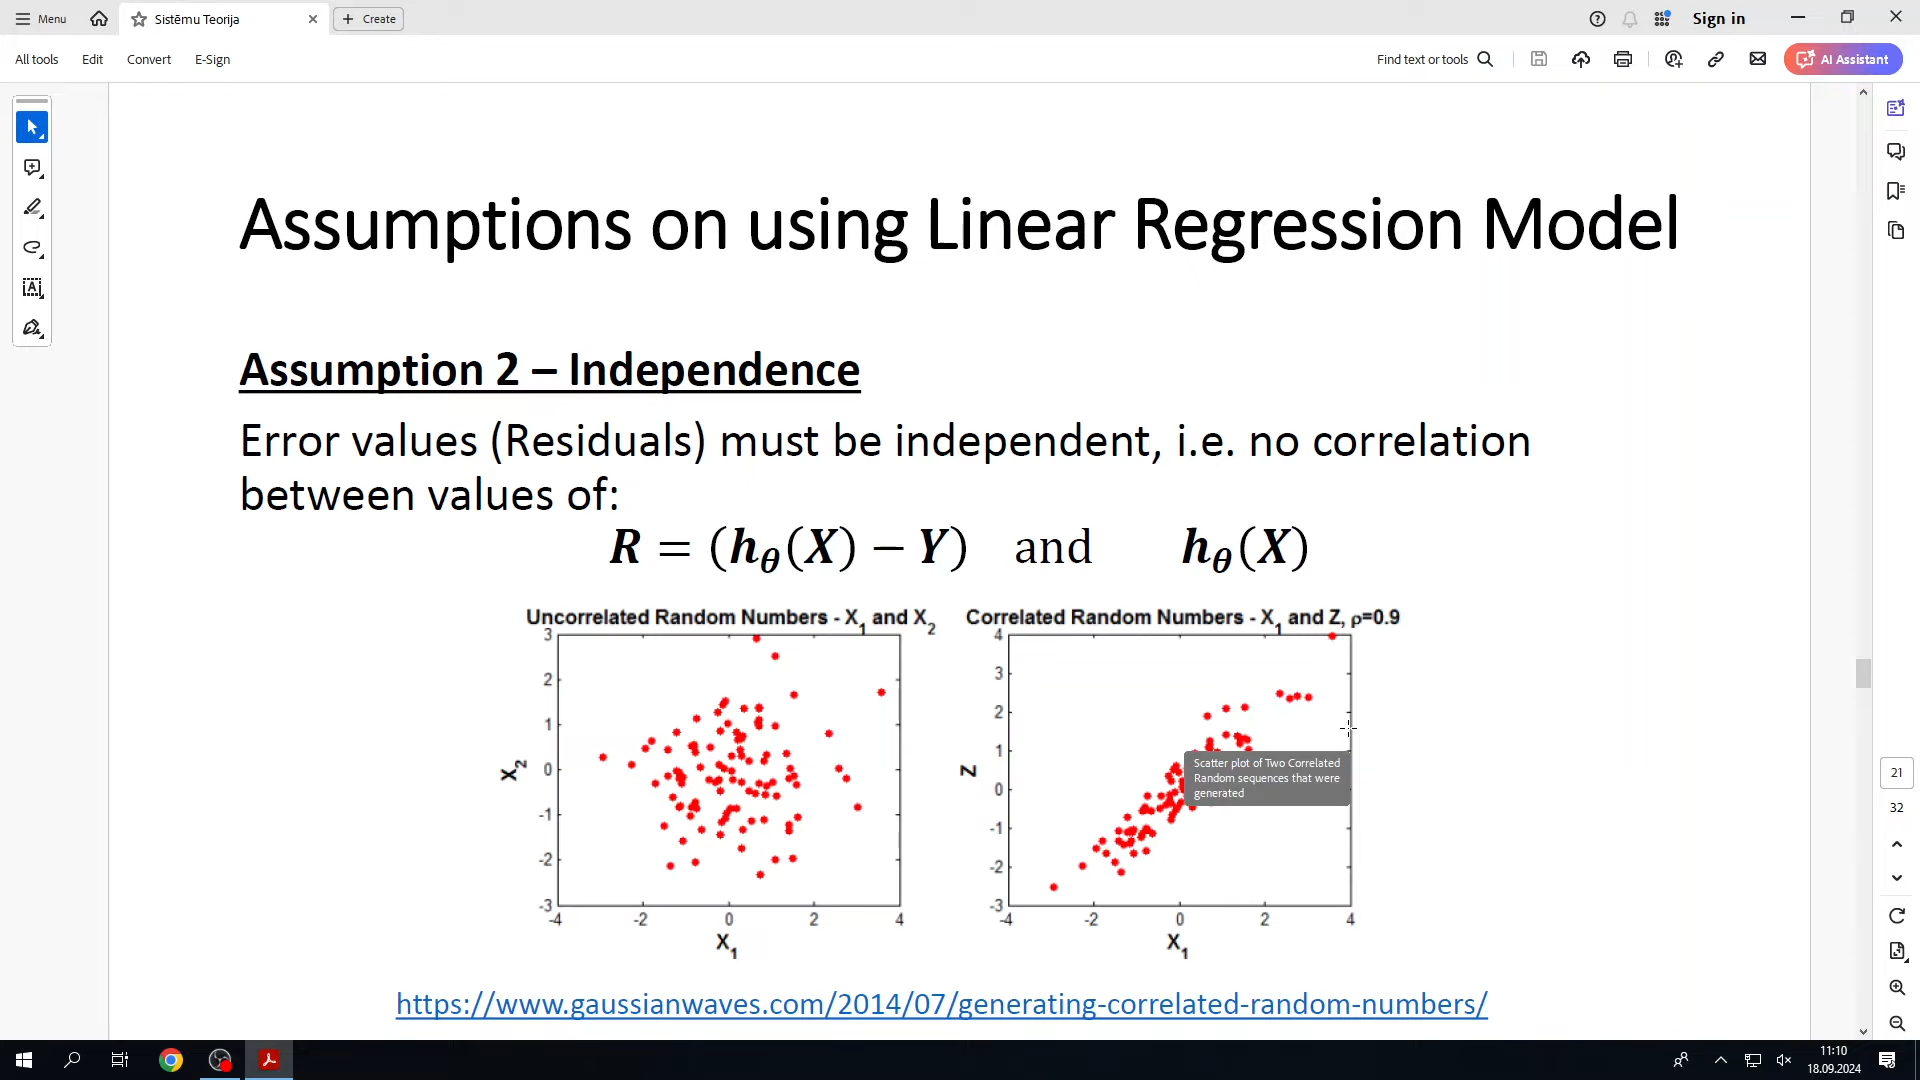 Menu
Sistēmu Teorija
Create
Sign in
All tools
Edit
Convert
E-Sign
Find text or tools
AI Assistant
Assumptions on using Linear Regression Model
Assumption 2 – Independence
Error values (Residuals) must be independent, i.e. no correlation
between values of:
R = (hθ(X) − Y) and hθ(X)
Uncorrelated Random Numbers - X1 and X2
3
2
1
0
-1
-2
-3
X2
-4
-2
0
2
4
X1
Correlated Random Numbers - X1 and Z, ρ=0.9
4
3
2
1
0
-1
-2
-3
Z
-4
-2
0
2
4
X1
Scatter plot of Two Correlated
Random sequences that were
generated
https://www.gaussianwaves.com/2014/07/generating-correlated-random-numbers/
21
32
11:10
18.09.2024